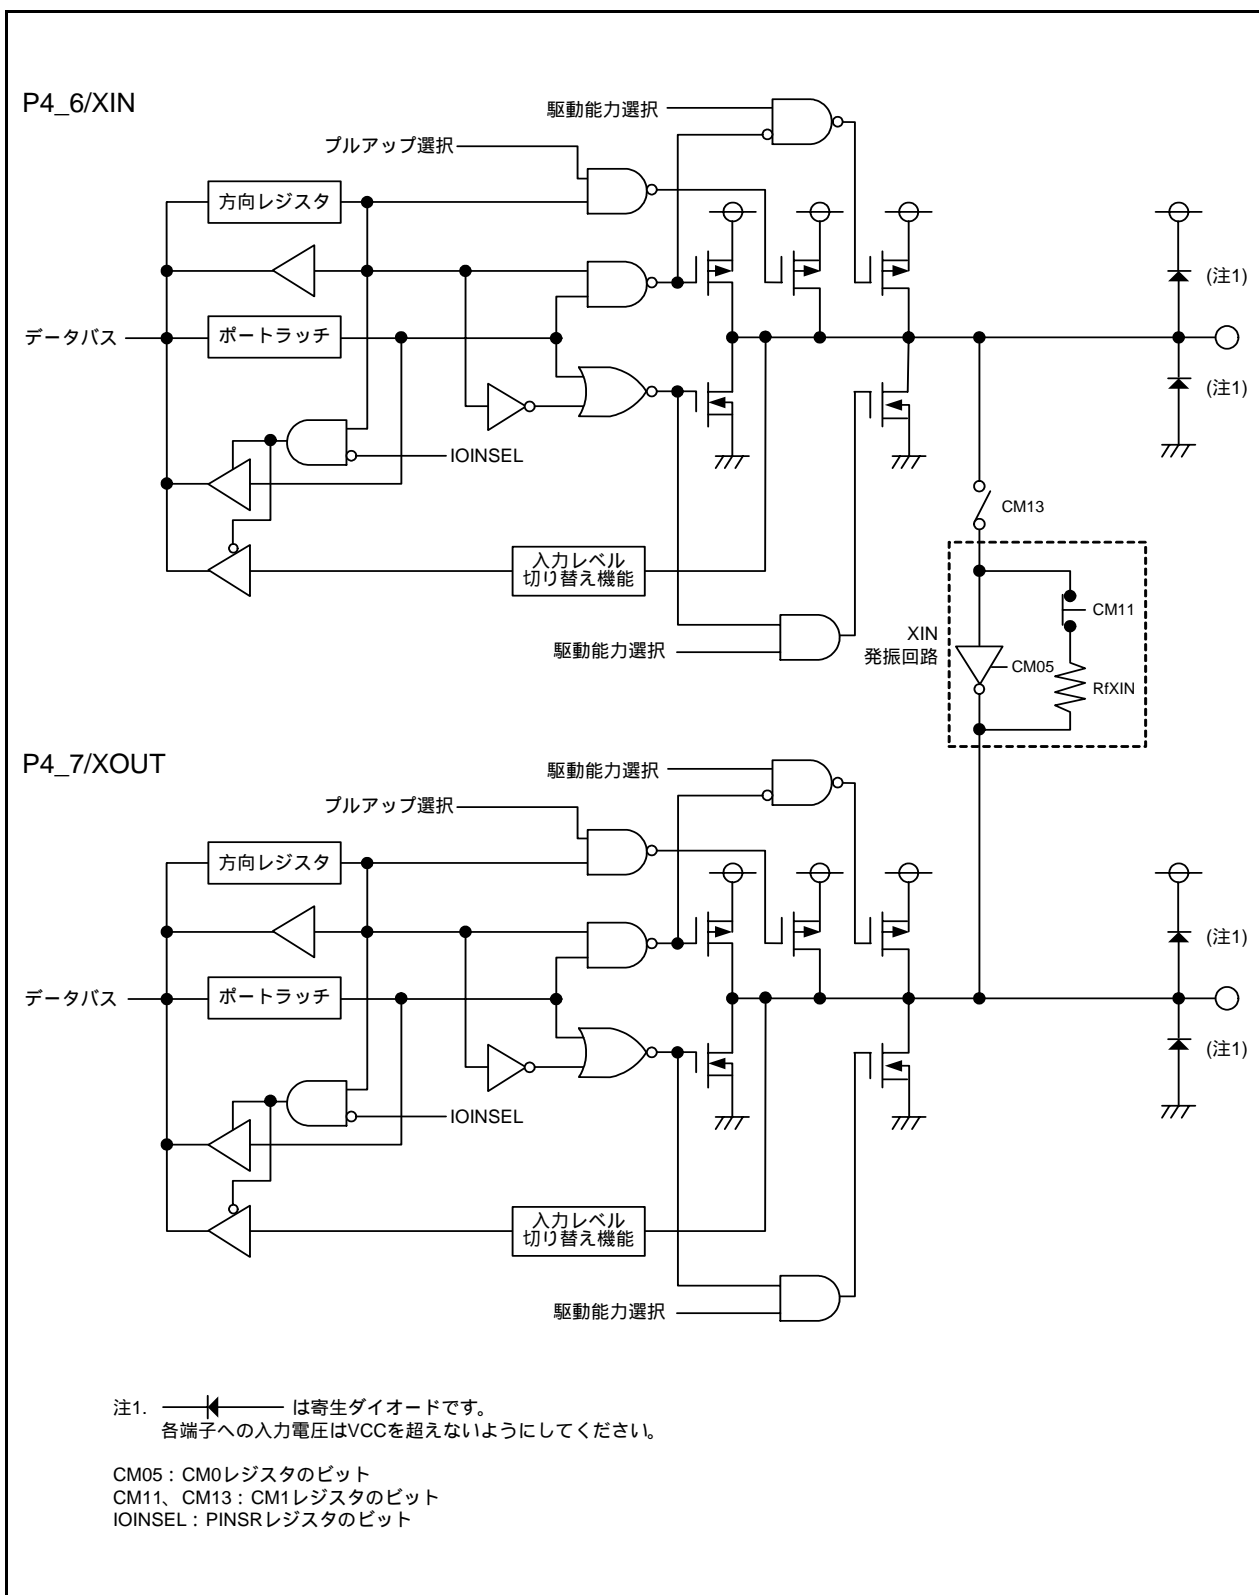 P4_6/XIN
駆動能力選択
プルアップ選択
方向レジスタ
(注1)
データバス
ポートラッチ
(注1)
IOINSEL
CM13
入力レベル
切り替え機能
CM11
XIN
発振回路
駆動能力選択
CM05
RfXIN
P4_7/XOUT
駆動能力選択
プルアップ選択
方向レジスタ
(注1)
データバス
ポートラッチ
(注1)
IOINSEL
入力レベル
切り替え機能
駆動能力選択
注1. は寄生ダイオードです。
各端子への入力電圧はVCCを超えないようにしてください。
CM05：CM0レジスタのビット
CM11、CM13：CM1レジスタのビット
IOINSEL：PINSRレジスタのビット